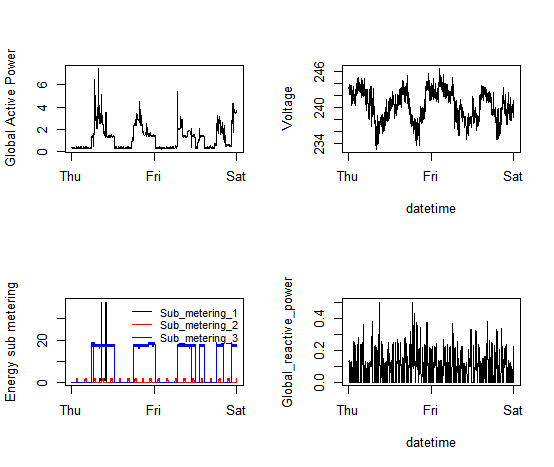 Global Active Power
0 2 4 6
Thu Fri Sat
Voltage
234 240 246
Thu Fri Sat
datetime
Energy sub metering
0 20
Sub_metering_1
Sub_metering_2
Sub_metering_3
Thu Fri Sat
Global_reactive_power
0.0 0.2 0.4
Thu Fri Sat
datetime